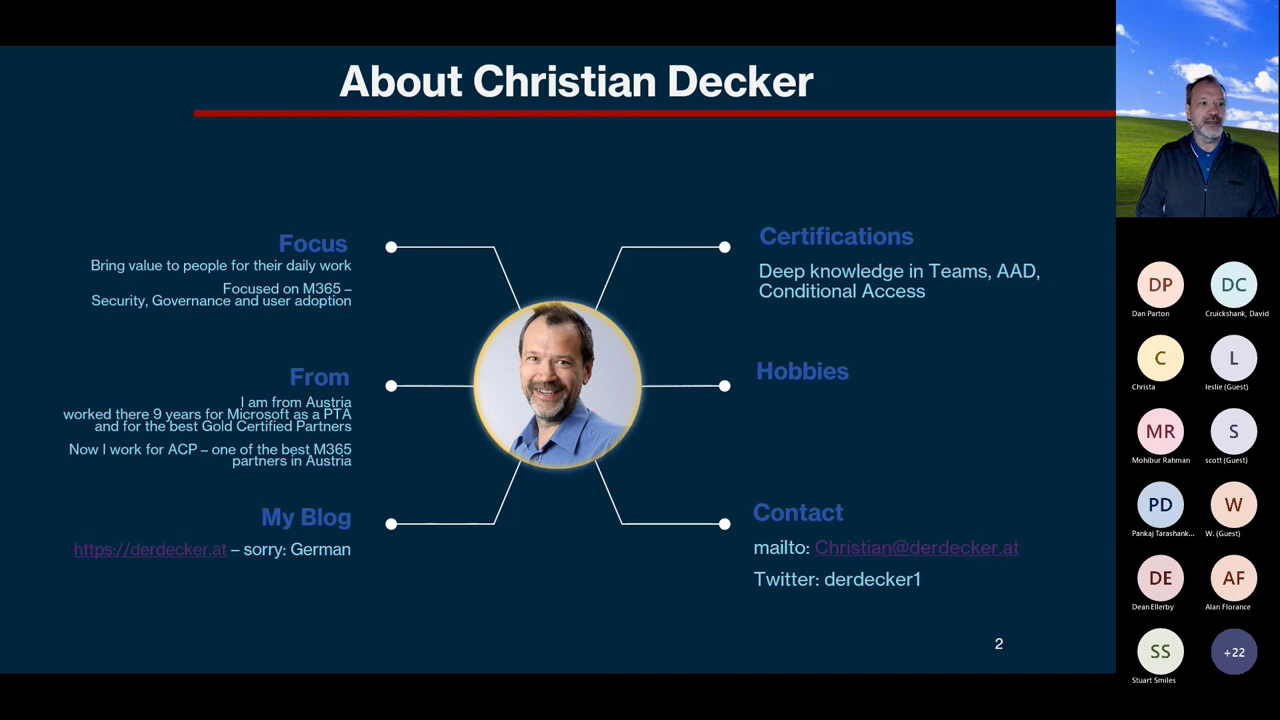 About Christian Decker
Focus
Bring value to people for their daily work
Focused on M365 –
Security, Governance and user adoption
From
I am from Austria
worked there 9 years for Microsoft as a PTA
and for the best Gold Certified Partners
Now I work for ACP – one of the best M365
partners in Austria
My Blog
https://derdecker.at – sorry: German
Certifications
Deep knowledge in Teams, AAD,
Conditional Access
Hobbies
Contact
mailto: Christian@derdecker.at
Twitter: derdecker1
2
DP
Dan Parton
DC
Cruickshank, David
C
Christa
L
leslie (Guest)
MR
Mohibur Rahman
S
scott (Guest)
PD
Pankaj Tarashank...
W
W. (Guest)
DE
Dean Ellerby
AF
Alan Florance
SS
Stuart Smiles
+22